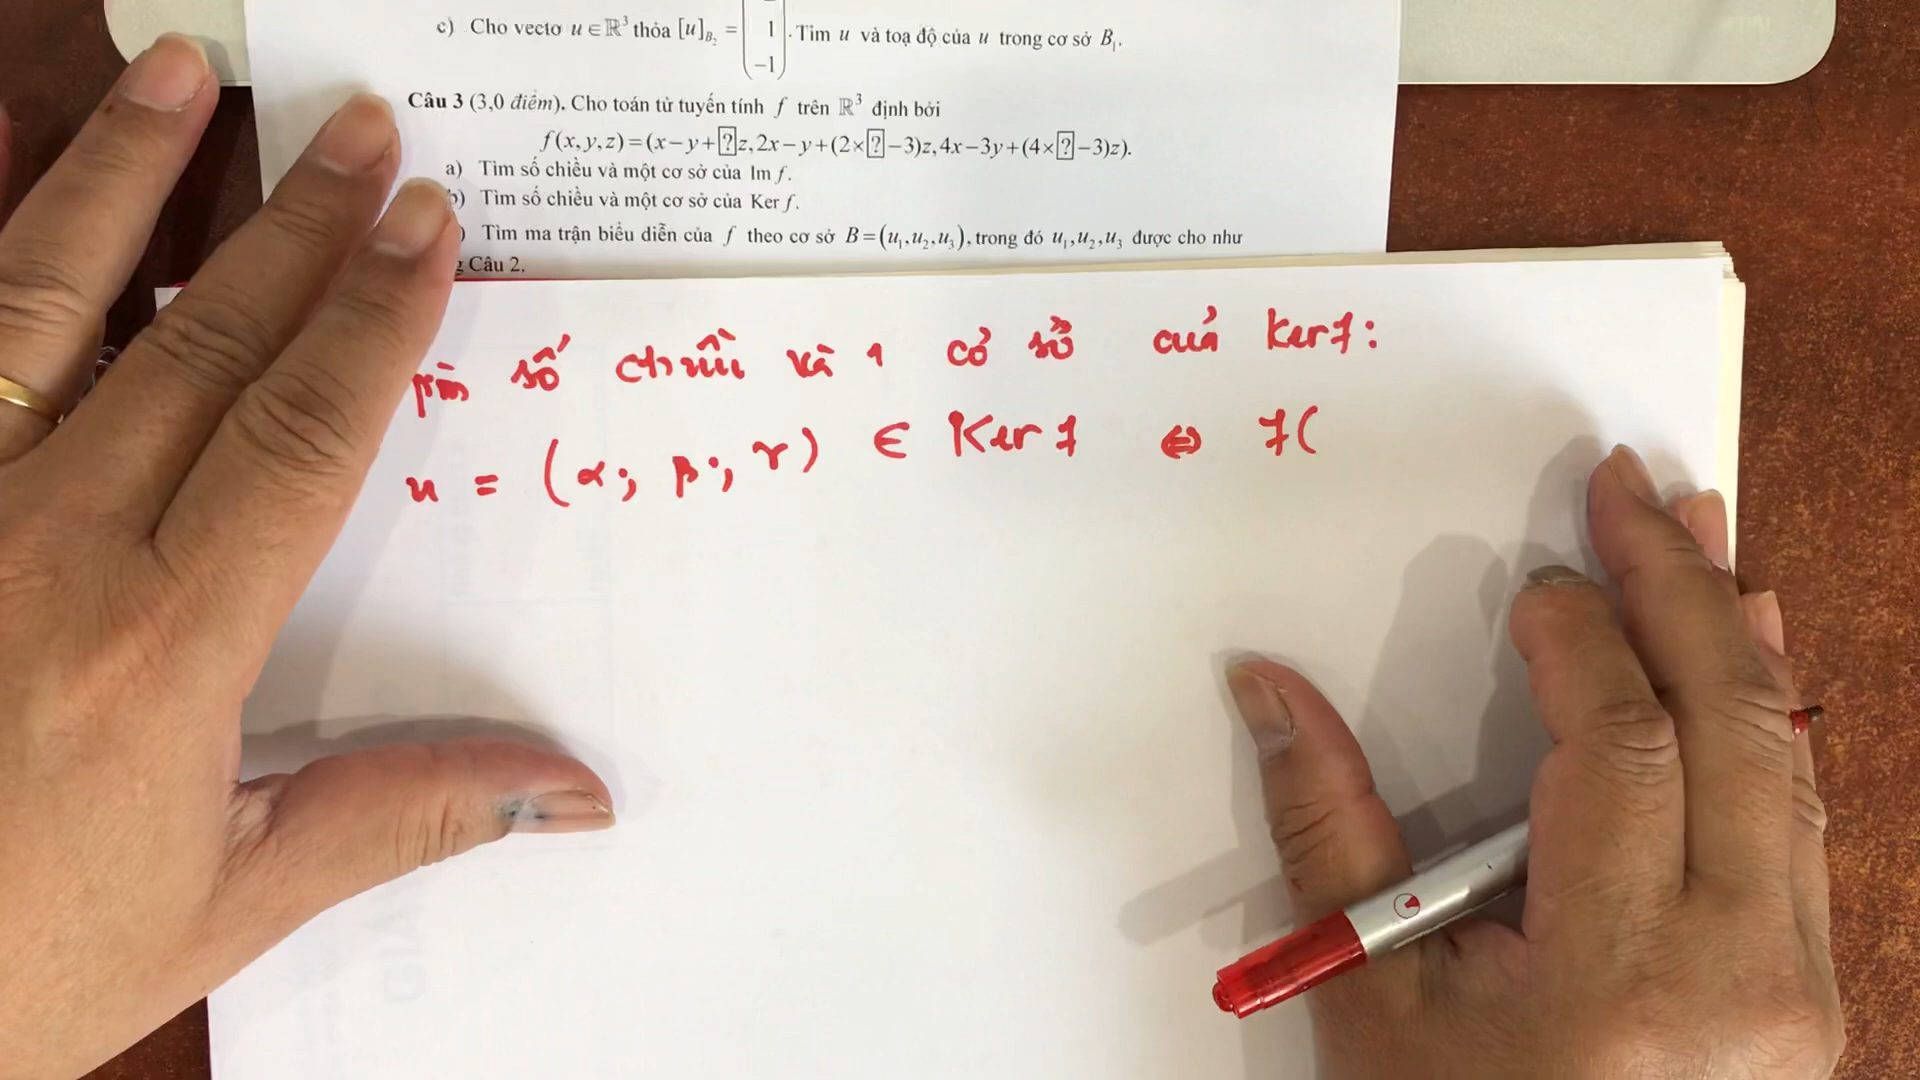 c) Cho vectơ u ∈ ℝ³ thỏa [u]_{B₂} = (1 −1). Tìm u và toạ độ của u trong cơ sở B₁.
Câu 3 (3,0 điểm). Cho toán tử tuyến tính f trên ℝ³ định bởi
f(x,y,z)=(x−y+[?]z,2x−y+(2×[?]−3)z,4x−3y+(4×[?]−3)z).
a) Tìm số chiều và một cơ sở của Im f.
b) Tìm số chiều và một cơ sở của Ker f.
) Tìm ma trận biểu diễn của f theo cơ sở B=(u₁,u₂,u₃), trong đó u₁,u₂,u₃ được cho như
g Câu 2.
số chiều và 1 cơ sở của Ker f:
u = (α; β; γ) ∈ Ker f ⇔ f(